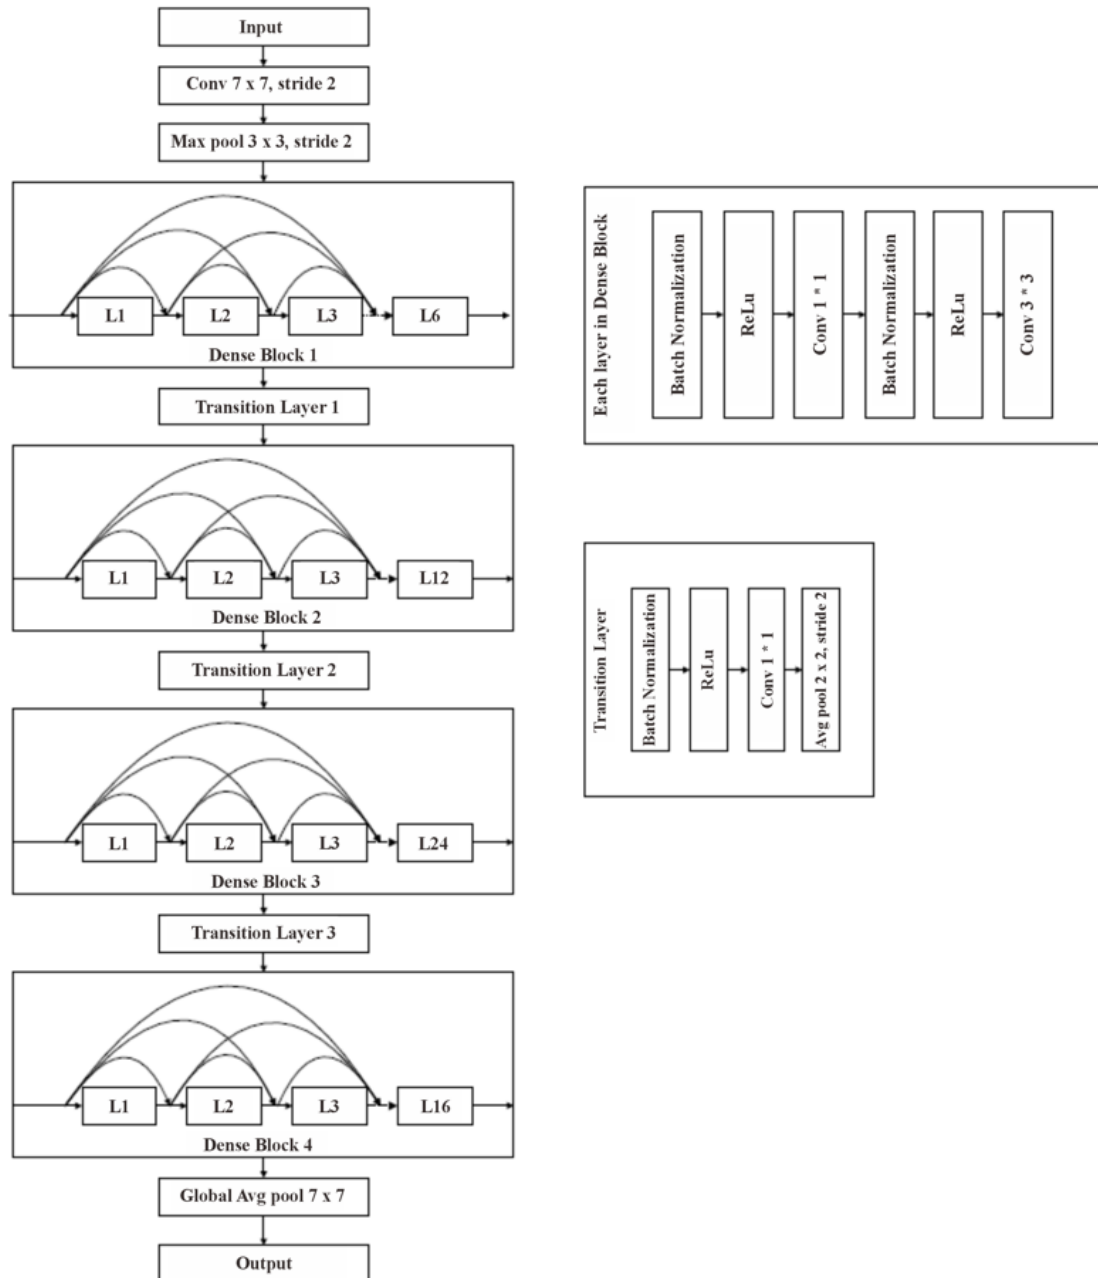 Input
Conv 7 x 7, stride 2
Max pool 3 x 3, stride 2
L1 L2 L3 L6
Dense Block 1
Transition Layer 1
L1 L2 L3 L12
Dense Block 2
Transition Layer 2
L1 L2 L3 L24
Dense Block 3
Transition Layer 3
L1 L2 L3 L16
Dense Block 4
Global Avg pool 7 x 7
Output
Each layer in Dense Block
Batch Normalization
ReLu
Conv 1 * 1
Batch Normalization
ReLu
Conv 3 * 3
Transition Layer
Batch Normalization
ReLu
Conv 1 * 1
Avg pool 2 x 2, stride 2